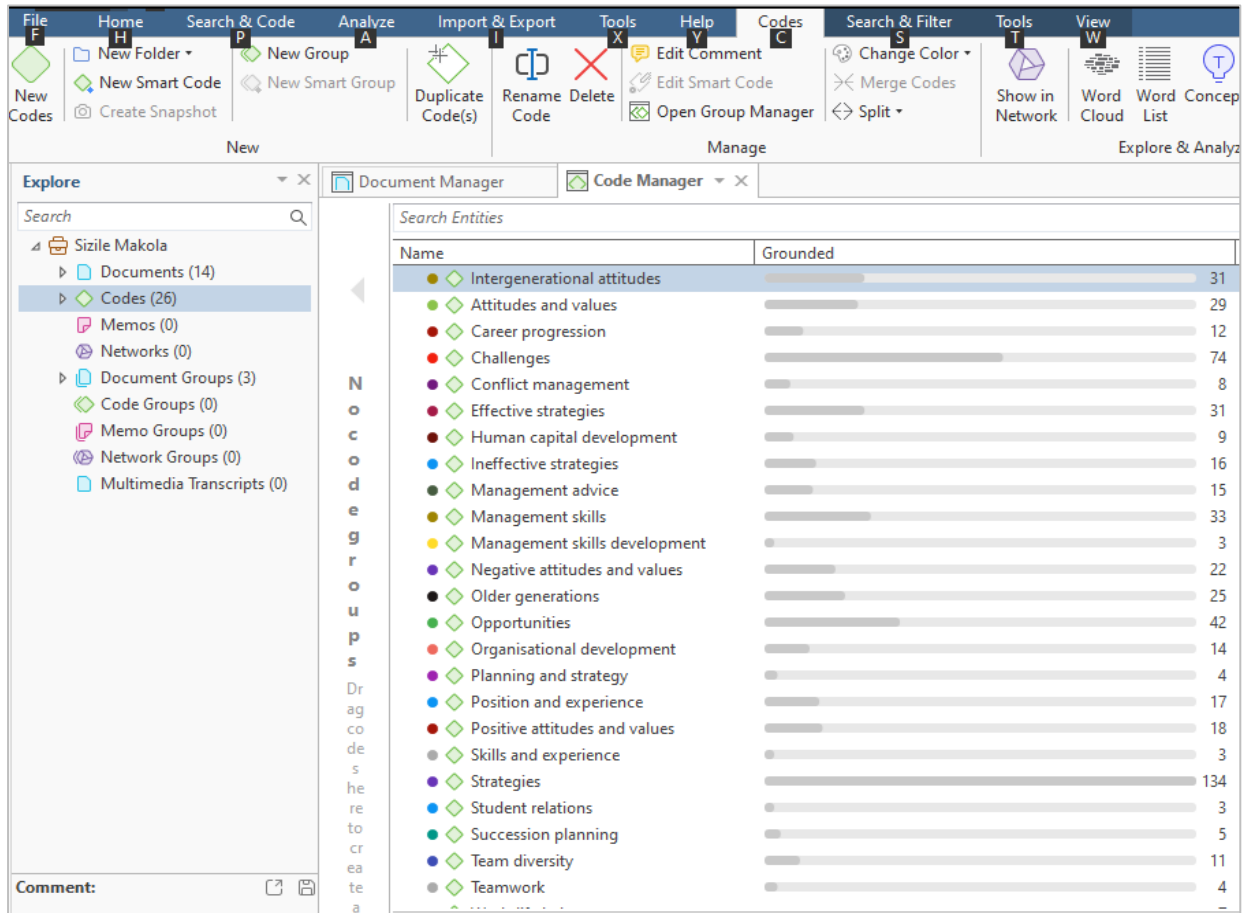 File Home Search & Code Analyze Import & Export Tools Help Codes Search & Filter Tools View
F H P A I X Y C S T W
New Codes
New Folder
New Smart Code
Create Snapshot
New Group
New Smart Group
New
Duplicate Code(s)
Rename Code
Delete
Edit Comment
Edit Smart Code
Open Group Manager
Change Color
Merge Codes
Split
Manage
Show in Network
Word Cloud
Word List
T
Concep
Explore & Analyz
Explore
Search
Sizile Makola
Documents (14)
Codes (26)
Memos (0)
Networks (0)
Document Groups (3)
Code Groups (0)
Memo Groups (0)
Network Groups (0)
Multimedia Transcripts (0)
Comment:
Document Manager
Code Manager
No code groups
Drag codes here to create a
Search Entities
Name Grounded
Intergenerational attitudes 31
Attitudes and values 29
Career progression 12
Challenges 74
Conflict management 8
Effective strategies 31
Human capital development 9
Ineffective strategies 16
Management advice 15
Management skills 33
Management skills development 3
Negative attitudes and values 22
Older generations 25
Opportunities 42
Organisational development 14
Planning and strategy 4
Position and experience 17
Positive attitudes and values 18
Skills and experience 3
Strategies 134
Student relations 3
Succession planning 5
Team diversity 11
Teamwork 4